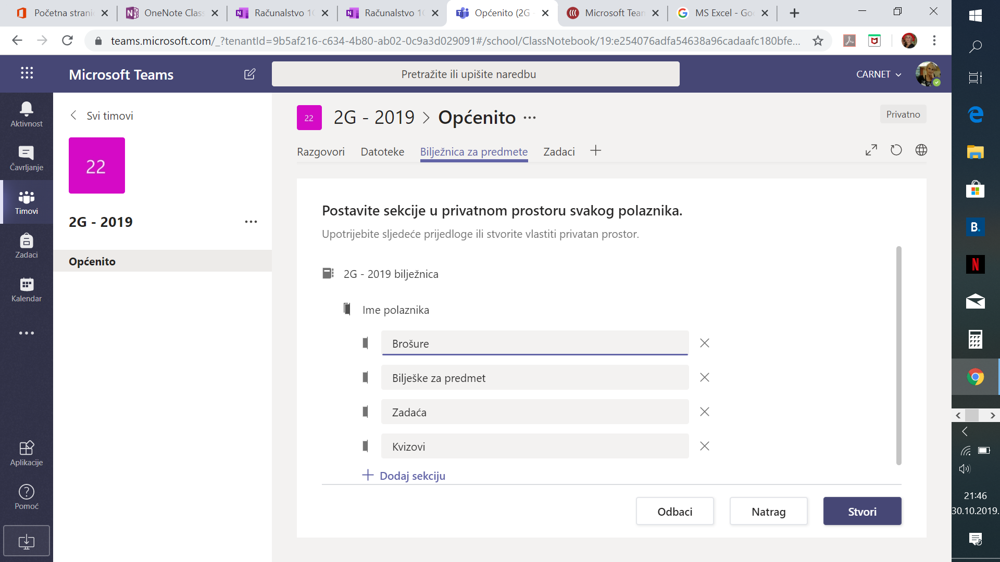 Početna strani
OneNote Clas
Računalstvo 1
Računalstvo 1
Općenito (2G -
Microsoft Tean
MS Excel - Go
teams.microsoft.com/_?tenantId=9b5af216-c634-4b80-ab02-0c9a3d029091#/school/ClassNotebook/19:e254076adfa54638a96cadaafc180bfe...
Microsoft Teams
Pretražite ili upišite naredbu
CARNET
Aktivnost
Čavrljanje
Timovi
Zadaci
Kalendar
Aplikacije
Pomoć
Svi timovi
22
2G - 2019
Općenito
22
2G - 2019 > Općenito
Privatno
Razgovori
Datoteke
Bilježnica za predmete
Zadaci
Postavite sekcije u privatnom prostoru svakog polaznika.
Upotrijebite sljedeće prijedloge ili stvorite vlastiti privatan prostor.
2G - 2019 bilježnica
Ime polaznika
Brošure
Bilješke za predmet
Zadaća
Kvizovi
Dodaj sekciju
Odbaci
Natrag
Stvori
B.
N
21:46
30.10.2019.